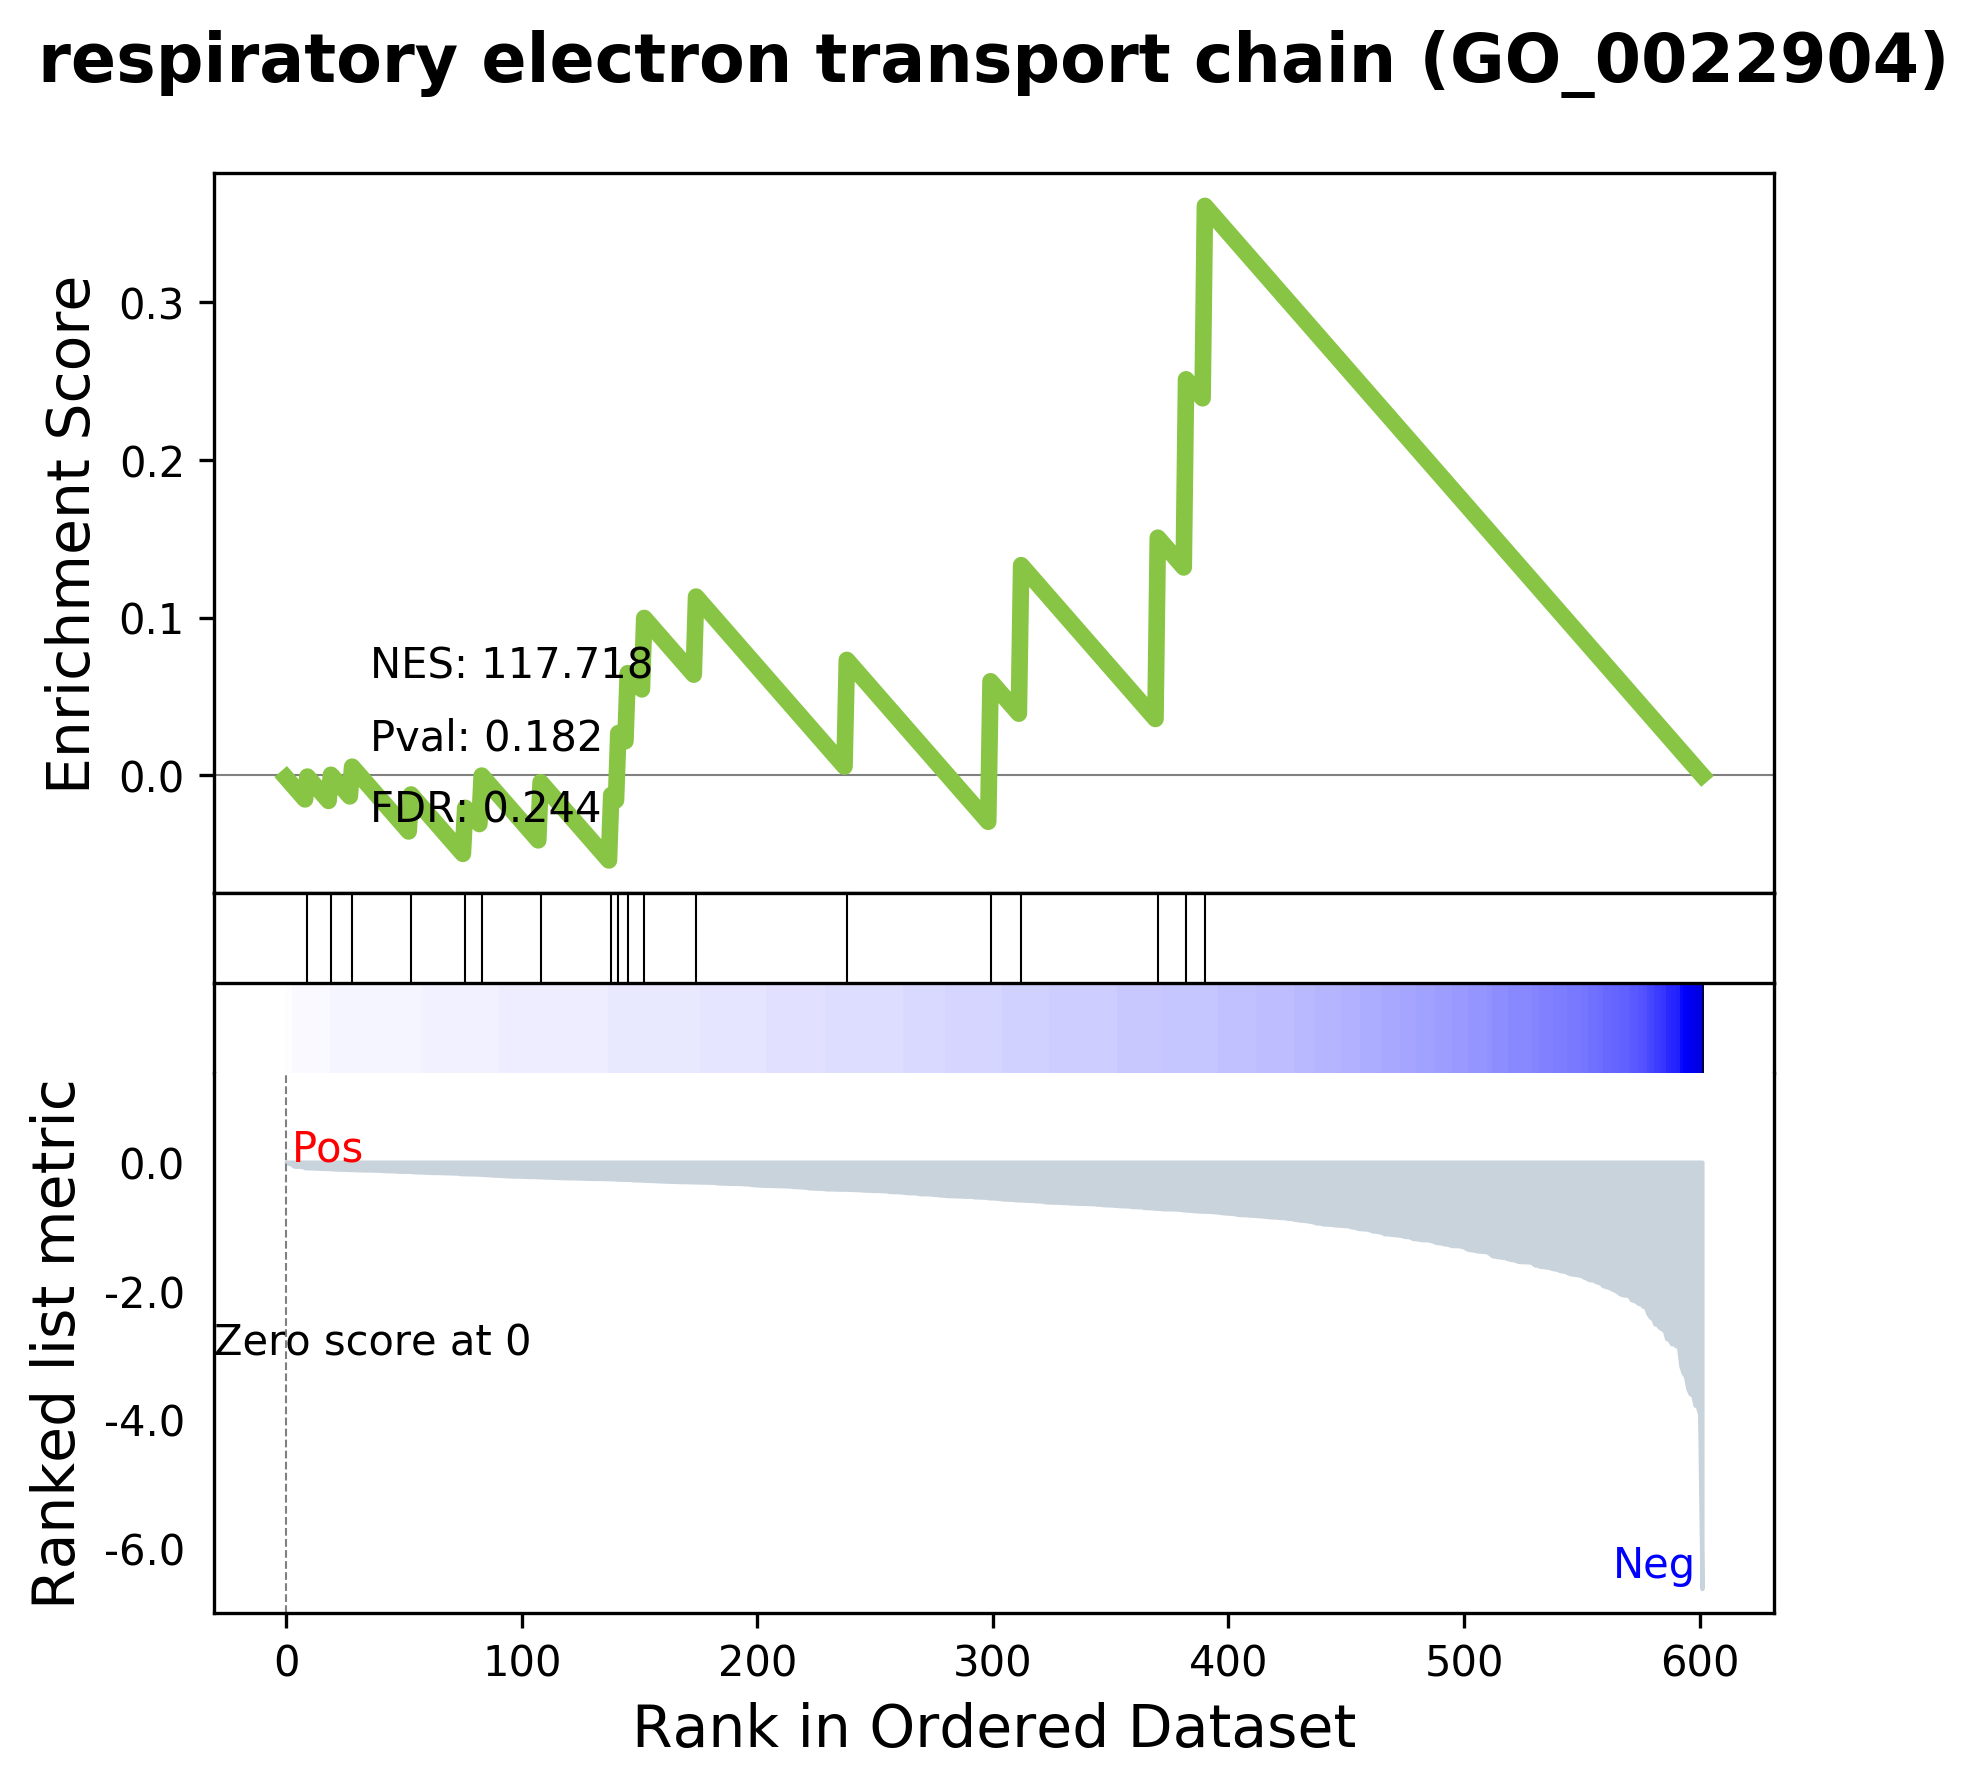 respiratory electron transport chain (GO_0022904)
Enrichment Score
0.3
0.2
0.1
0.0
NES: 117.718
Pval: 0.182
FDR: 0.244
Ranked list metric
0.0
-2.0
-4.0
-6.0
Pos
Zero score at 0
Neg
0 100 200 300 400 500 600
Rank in Ordered Dataset